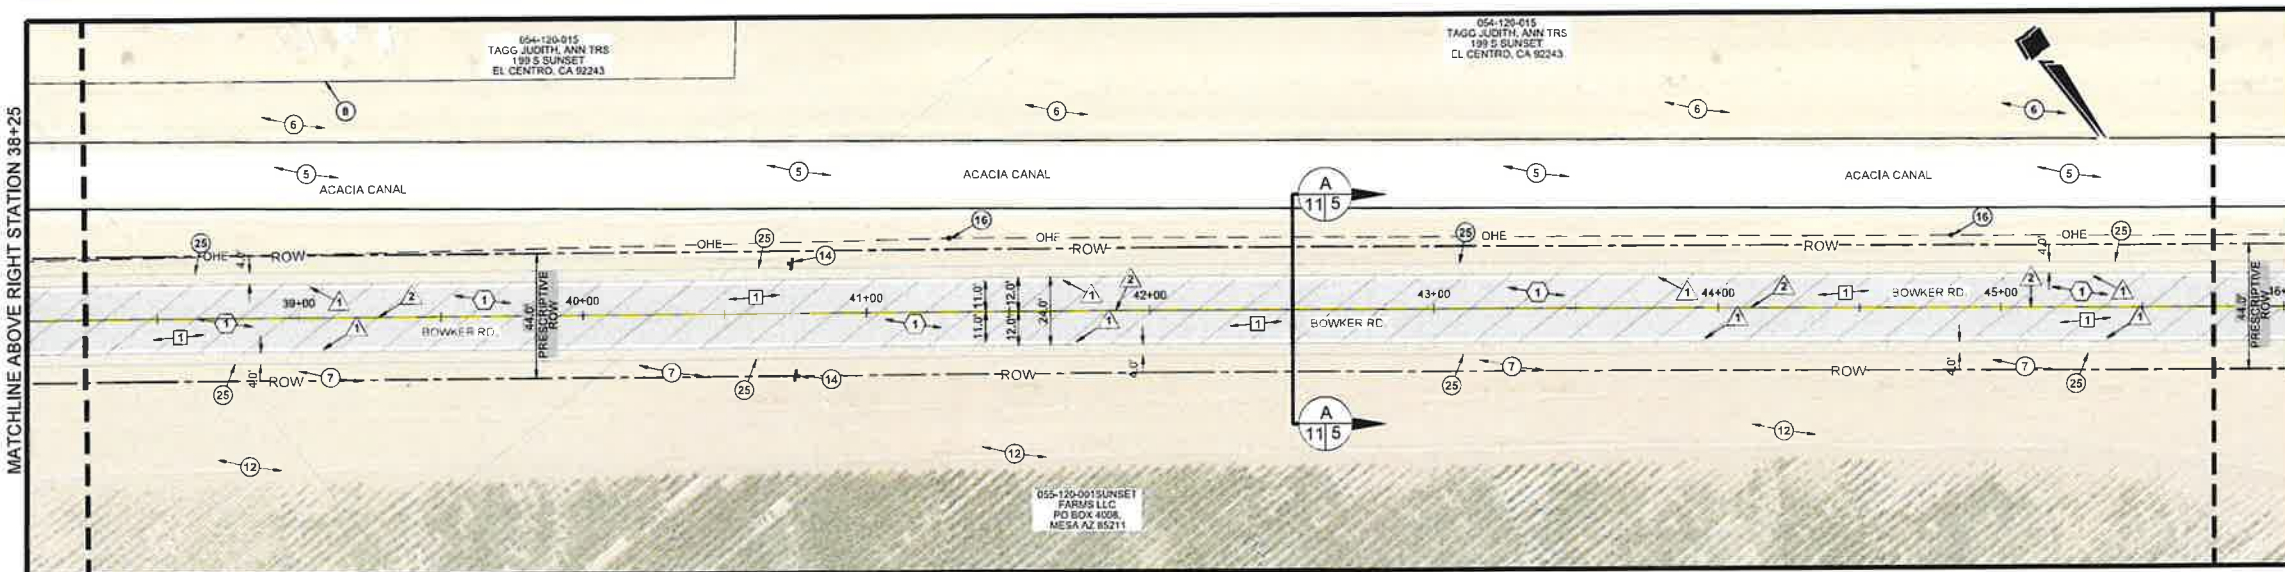 MATCHLINE ABOVE RIGHT STATION 38+25
054-120-015
TAGG JUDITH, ANN TRS
199 S SUNSET
EL CENTRO, CA 92243
054-120-015
TAGG JUDITH, ANN TRS
199 S SUNSET
EL CENTRO, CA 92243
8
6
6
6
6
5
ACACIA CANAL
5
ACACIA CANAL
5
ACACIA CANAL
5
A
11 5
25
OHE
ROW
OHE
25
14
16
OHE
ROW
25
OHE
ROW
16
OHE
25
4.0'
4.0'
39+00
1
2
1
40+00
1
41+00
11.0'
11.0'
12.0'
12.0'
24.0'
1
2
42+00
43+00
1
1
44+00
2
1
BOWKER RD.
45+00
2
1
1
1
1
1
BOWKER RD.
44.0'
PRESCRIPTIVE
ROW
1
1
1
BOWKER RD.
1
1
1
44.0'
PRESCRIPTIVE
ROW
4.0'
25
ROW
7
7
25
14
ROW
4.0'
25
7
ROW
4.0'
7
25
A
11 5
12
12
12
055-120-001SUNSET
FARMS LLC
PO BOX 4008,
MESA AZ 85211